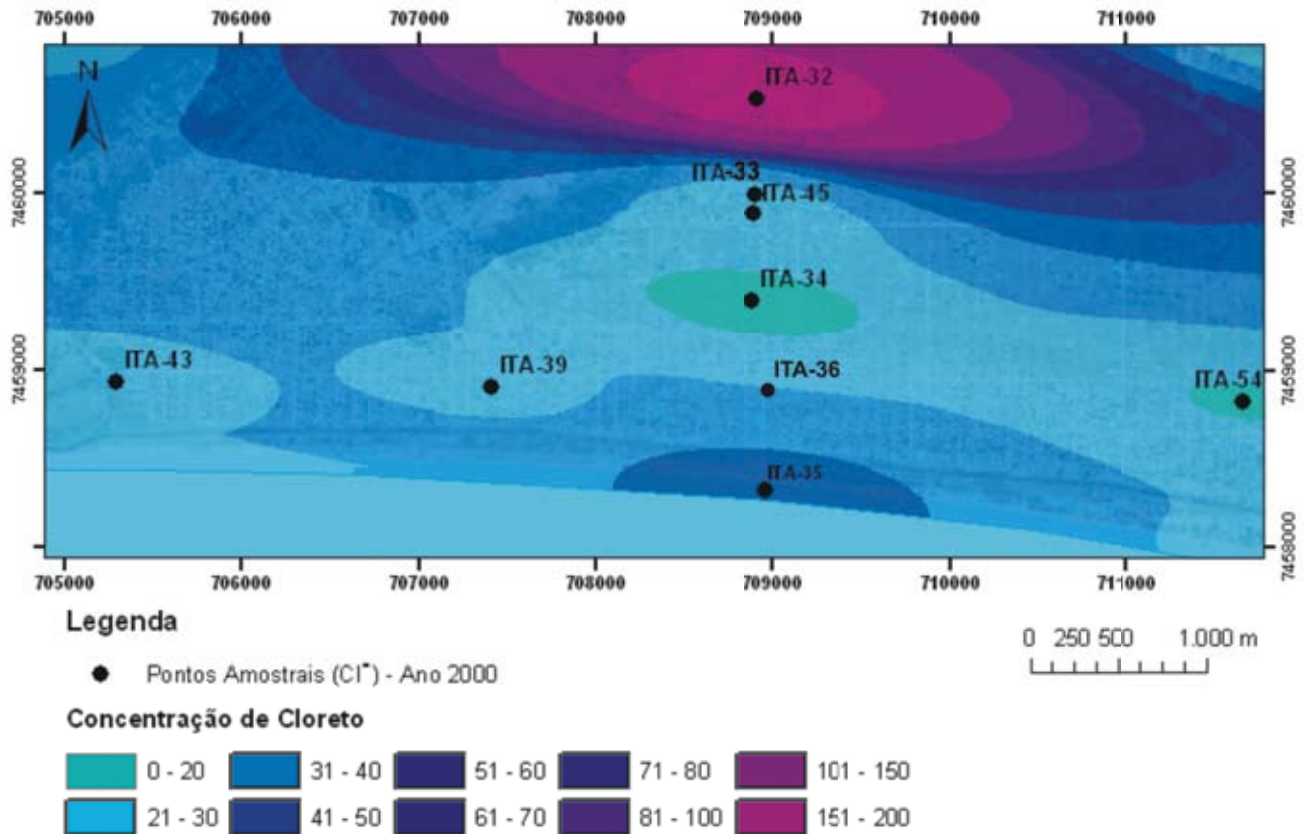 705000 706000 707000 708000 709000 710000 711000
N
ITA-32
7460000
7460000
ITA-33
ITA-45
ITA-34
7459000
7459000
ITA-43
ITA-39
ITA-36
ITA-54
ITA-35
7458000
705000 706000 707000 708000 709000 710000 711000
Legenda
0 250 500 1.000 m
Pontos Amostrais (Cl⁻) - Ano 2000
Concentração de Cloreto
0 - 20 31 - 40 51 - 60 71 - 80 101 - 150
21 - 30 41 - 50 61 - 70 81 - 100 151 - 200